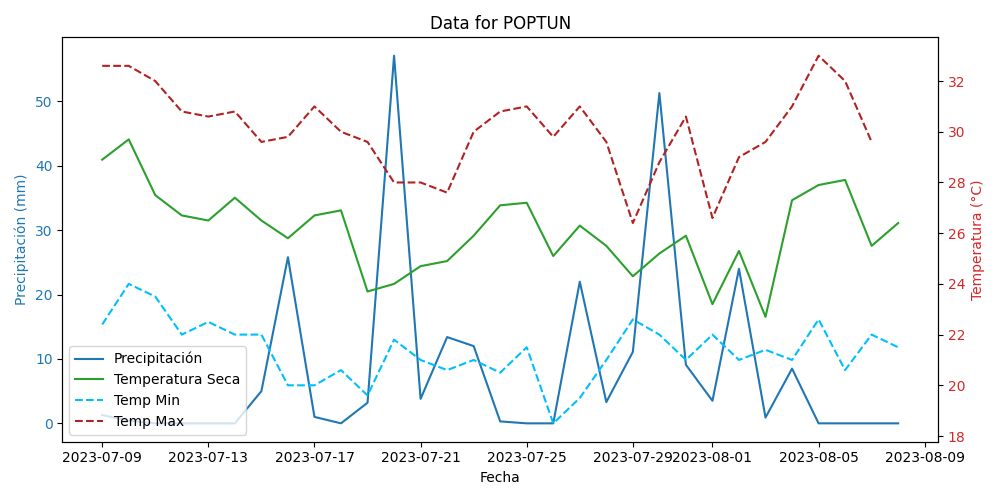 Data for POPTUN
Precipitación (mm)
50
40
30
20
10
0
32
30
28
26
24
22
20
18
Temperatura (°C)
Precipitación
Temperatura Seca
Temp Min
Temp Max
2023-07-09 2023-07-13 2023-07-17 2023-07-21 2023-07-25 2023-07-29 2023-08-01 2023-08-05 2023-08-09
Fecha